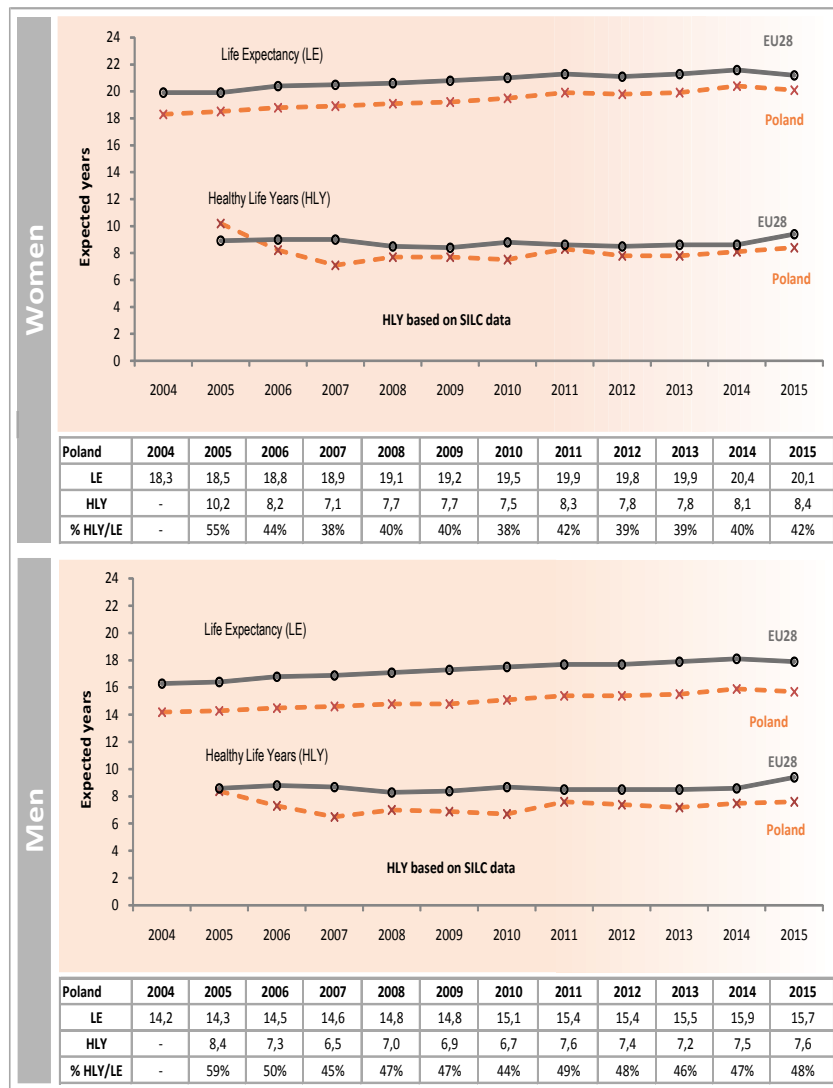 Women
Expected years
24
22
20
18
16
14
12
10
8
6
4
2
0
Life Expectancy (LE)
EU28
Poland
Healthy Life Years (HLY)
EU28
Poland
HLY based on SILC data
2004 2005 2006 2007 2008 2009 2010 2011 2012 2013 2014 2015
Poland 2004 2005 2006 2007 2008 2009 2010 2011 2012 2013 2014 2015
LE 18,3 18,5 18,8 18,9 19,1 19,2 19,5 19,9 19,8 19,9 20,4 20,1
HLY - 10,2 8,2 7,1 7,7 7,7 7,5 8,3 7,8 7,8 8,1 8,4
% HLY/LE - 55% 44% 38% 40% 40% 38% 42% 39% 39% 40% 42%
Men
Expected years
24
22
20
18
16
14
12
10
8
6
4
2
0
Life Expectancy (LE)
EU28
Poland
Healthy Life Years (HLY)
EU28
Poland
HLY based on SILC data
2004 2005 2006 2007 2008 2009 2010 2011 2012 2013 2014 2015
Poland 2004 2005 2006 2007 2008 2009 2010 2011 2012 2013 2014 2015
LE 14,2 14,3 14,5 14,6 14,8 14,8 15,1 15,4 15,4 15,5 15,9 15,7
HLY - 8,4 7,3 6,5 7,0 6,9 6,7 7,6 7,4 7,2 7,5 7,6
% HLY/LE - 59% 50% 45% 47% 47% 44% 49% 48% 46% 47% 48%